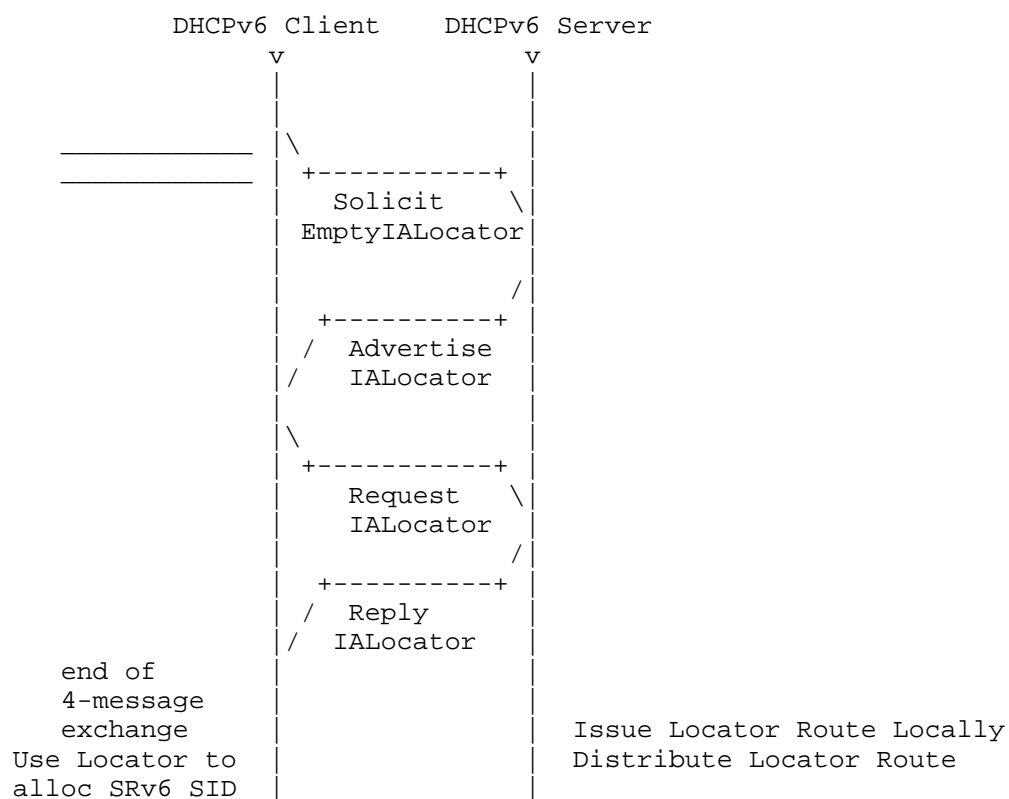 DHCPv6 Client DHCPv6 Server
v v
Solicit
EmptyIALocator
Advertise
IALocator
Request
IALocator
Reply
IALocator
end of
4-message
exchange Issue Locator Route Locally
Use Locator to Distribute Locator Route
alloc SRv6 SID